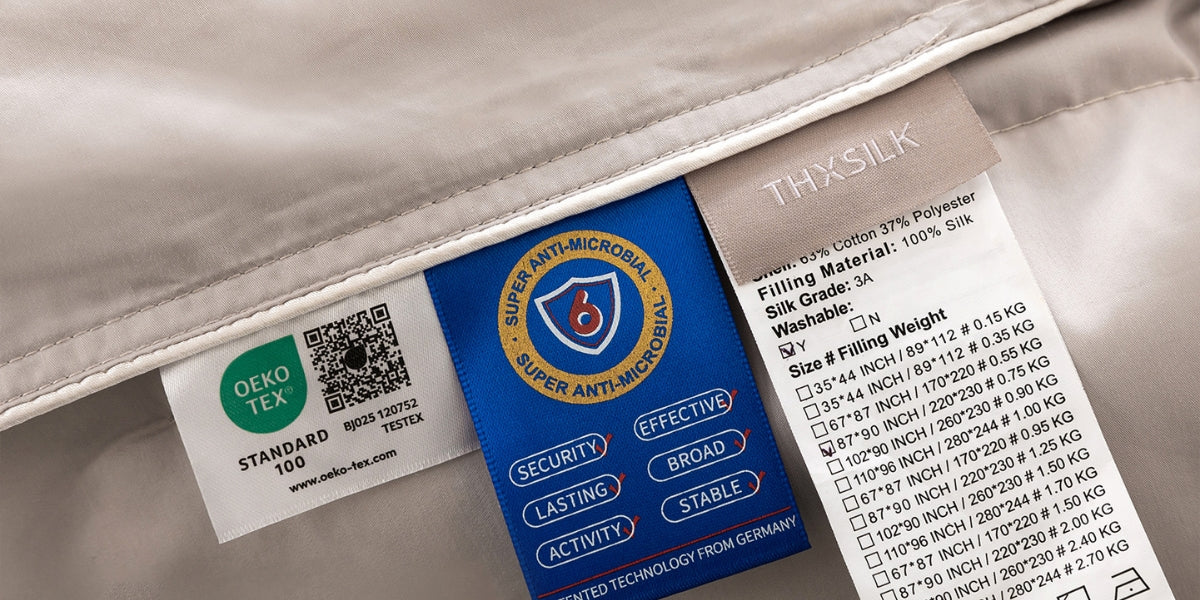 OEKO
TEX®
STANDARD
100
BJ025 120752
TESTEX
www.oeko-tex.com
SUPER ANTI-MICROBIAL
6
SUPER ANTI-MICROBIAL
SECURITY
EFFECTIVE
LASTING
BROAD
ACTIVITY
STABLE
TENTED TECHNOLOGY FROM GERMANY
THXSILK
Shell: 63% Cotton 37% Polyester
Filling Material: 100% Silk
Silk Grade: 3A
Washable:
☑Y ☐N
Size # Filling Weight
☐35*44 INCH / 89*112 # 0.15 KG
☐35*44 INCH / 89*112 # 0.35 KG
☐67*87 INCH / 170*220 # 0.55 KG
☑87*90 INCH / 220*230 # 0.75 KG
☐102*90 INCH / 260*230 # 0.90 KG
☐110*96 INCH / 280*244 # 1.00 KG
☐67*87 INCH / 170*220 # 0.95 KG
☐87*90 INCH / 220*230 # 1.25 KG
☐102*90 INCH / 260*230 # 1.50 KG
☐110*96 INCH / 280*244 # 1.70 KG
☐67*87 INCH / 170*220 # 1.50 KG
☐87*90 INCH / 220*230 # 2.00 KG
90 INCH / 260*230 # 2.40 KG
INCH / 280*244 # 2.70 KG